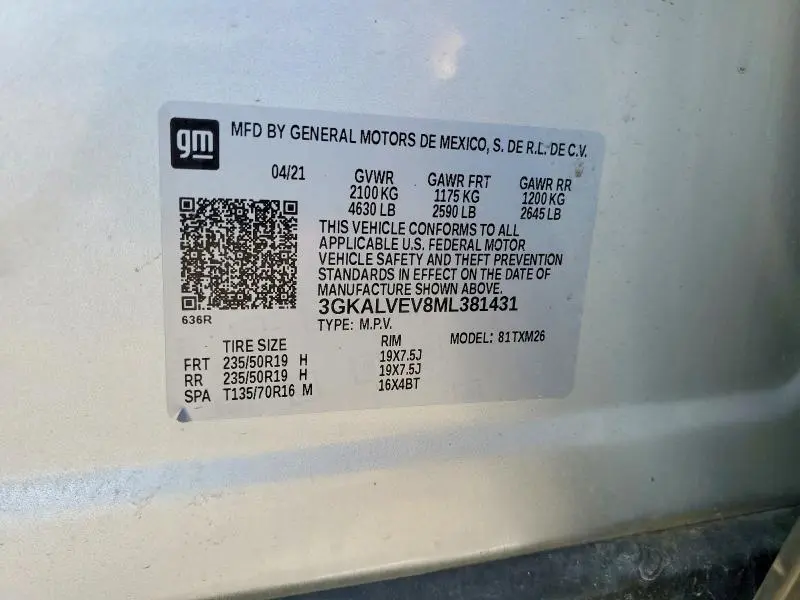 gm
MFD BY GENERAL MOTORS DE MEXICO, S. DE R.L. DE C.V.
04/21 GVWR GAWR FRT GAWR RR
2100 KG 1175 KG 1200 KG
4630 LB 2590 LB 2645 LB
THIS VEHICLE CONFORMS TO ALL
APPLICABLE U.S. FEDERAL MOTOR
VEHICLE SAFETY AND THEFT PREVENTION
STANDARDS IN EFFECT ON THE DATE OF
MANUFACTURE SHOWN ABOVE.
3GKALVEV8ML381431
636R
TYPE: M.P.V. MODEL: 81TXM26
TIRE SIZE RIM
FRT 235/50R19 H 19X7.5J
RR 235/50R19 H 19X7.5J
SPA T135/70R16 M 16X4BT